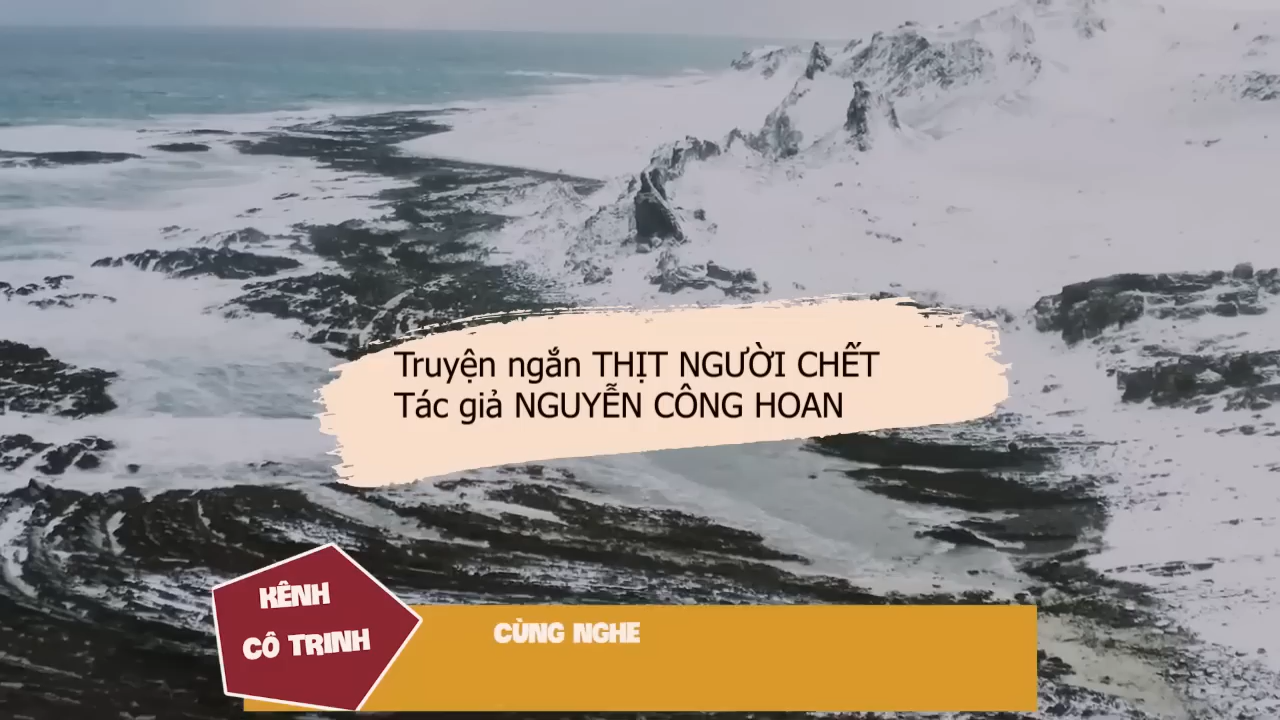 Truyện ngắn THỊT NGƯỜI CHẾT
Tác giả NGUYỄN CÔNG HOAN
KÊNH
CÔ TRINH
CÙNG NGHE